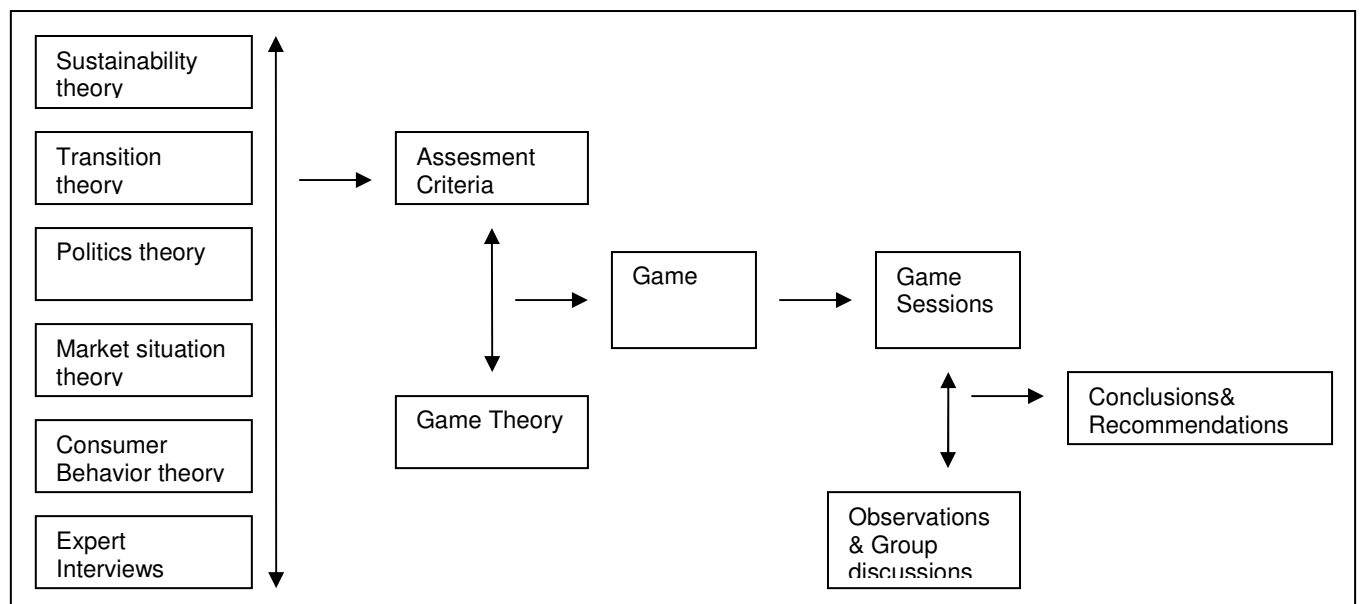 Sustainability
theory
Transition
theory
Politics theory
Market situation
theory
Consumer
Behavior theory
Expert
Interviews
Assesment
Criteria
Game Theory
Game
Game
Sessions
Observations
& Group
discussions
Conclusions&
Recommendations